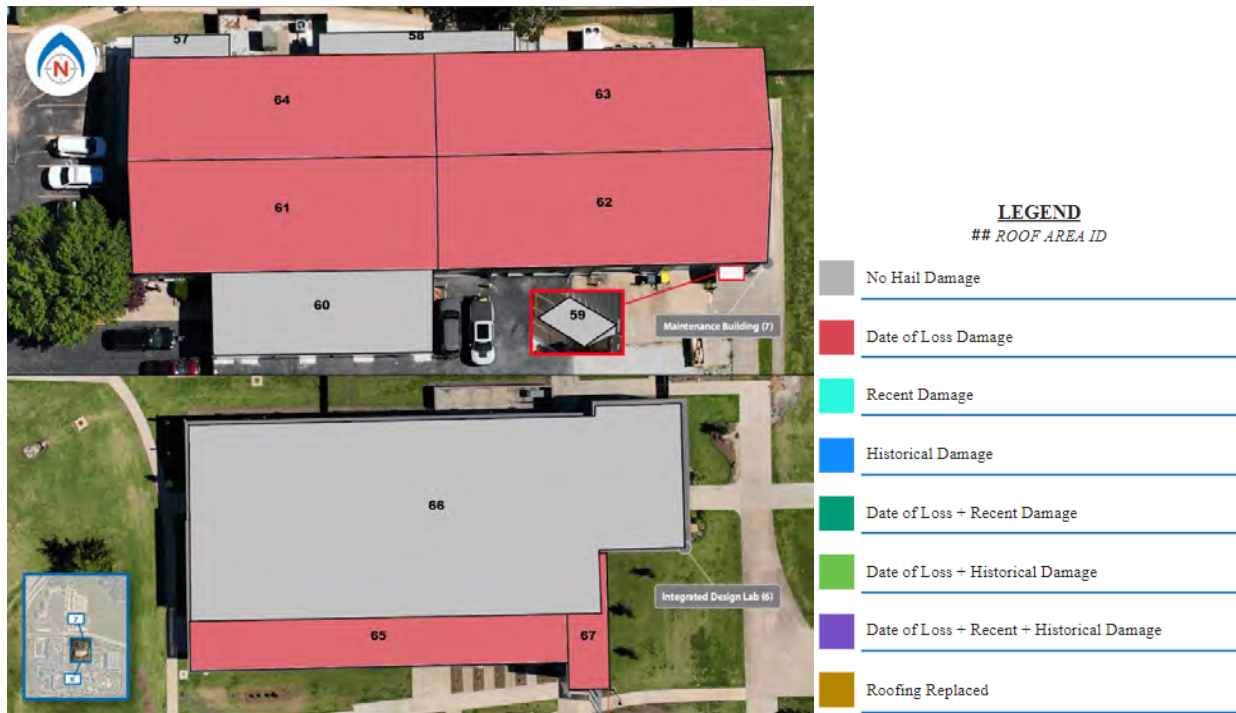 57
58
N
64
63
61
62
60
59
Maintenance Building (7)
66
Integrated Design Lab (6)
65
67
7
6
LEGEND
## ROOF AREA ID
No Hail Damage
Date of Loss Damage
Recent Damage
Historical Damage
Date of Loss + Recent Damage
Date of Loss + Historical Damage
Date of Loss + Recent + Historical Damage
Roofing Replaced